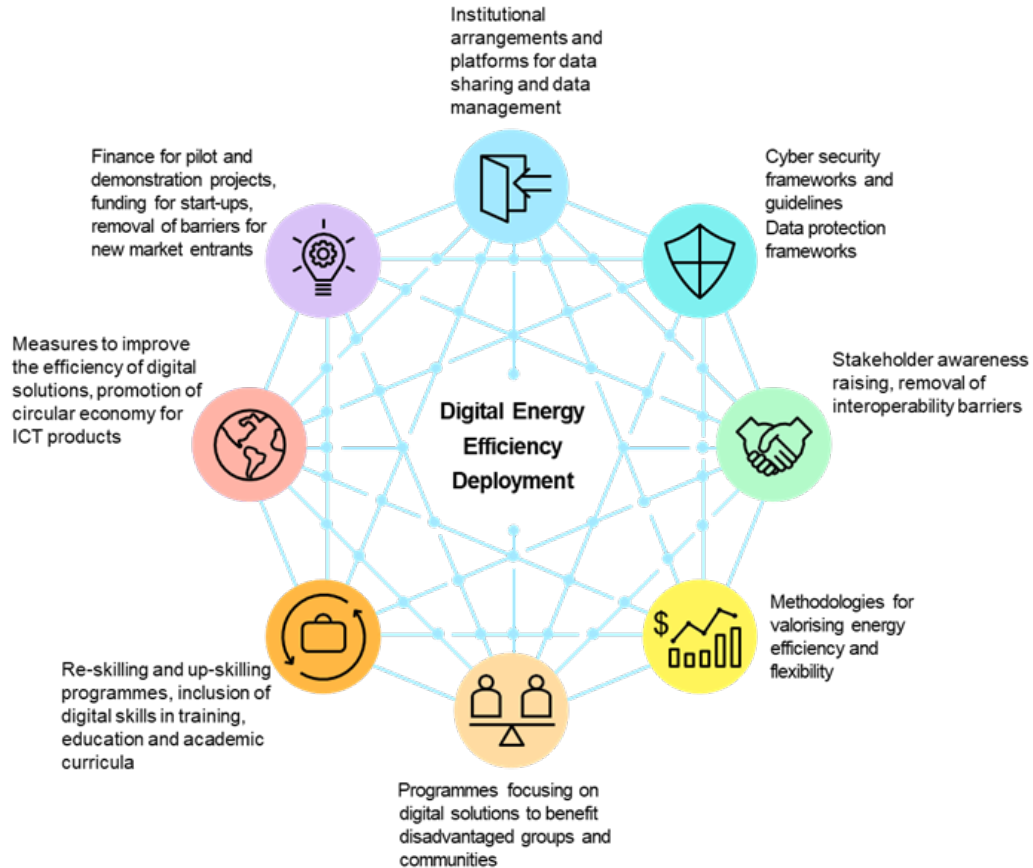 Institutional
arrangements and
platforms for data
sharing and data
management
Cyber security
frameworks and
guidelines
Data protection
frameworks
Stakeholder awareness
raising, removal of
interoperability barriers
$
Methodologies for
valorising energy
efficiency and
flexibility
Programmes focusing on
digital solutions to benefit
disadvantaged groups and
communities
Re-skilling and up-skilling
programmes, inclusion of
digital skills in training,
education and academic
curricula
Measures to improve
the efficiency of digital
solutions, promotion of
circular economy for
ICT products
Finance for pilot and
demonstration projects,
funding for start-ups,
removal of barriers for
new market entrants
Digital Energy
Efficiency
Deployment